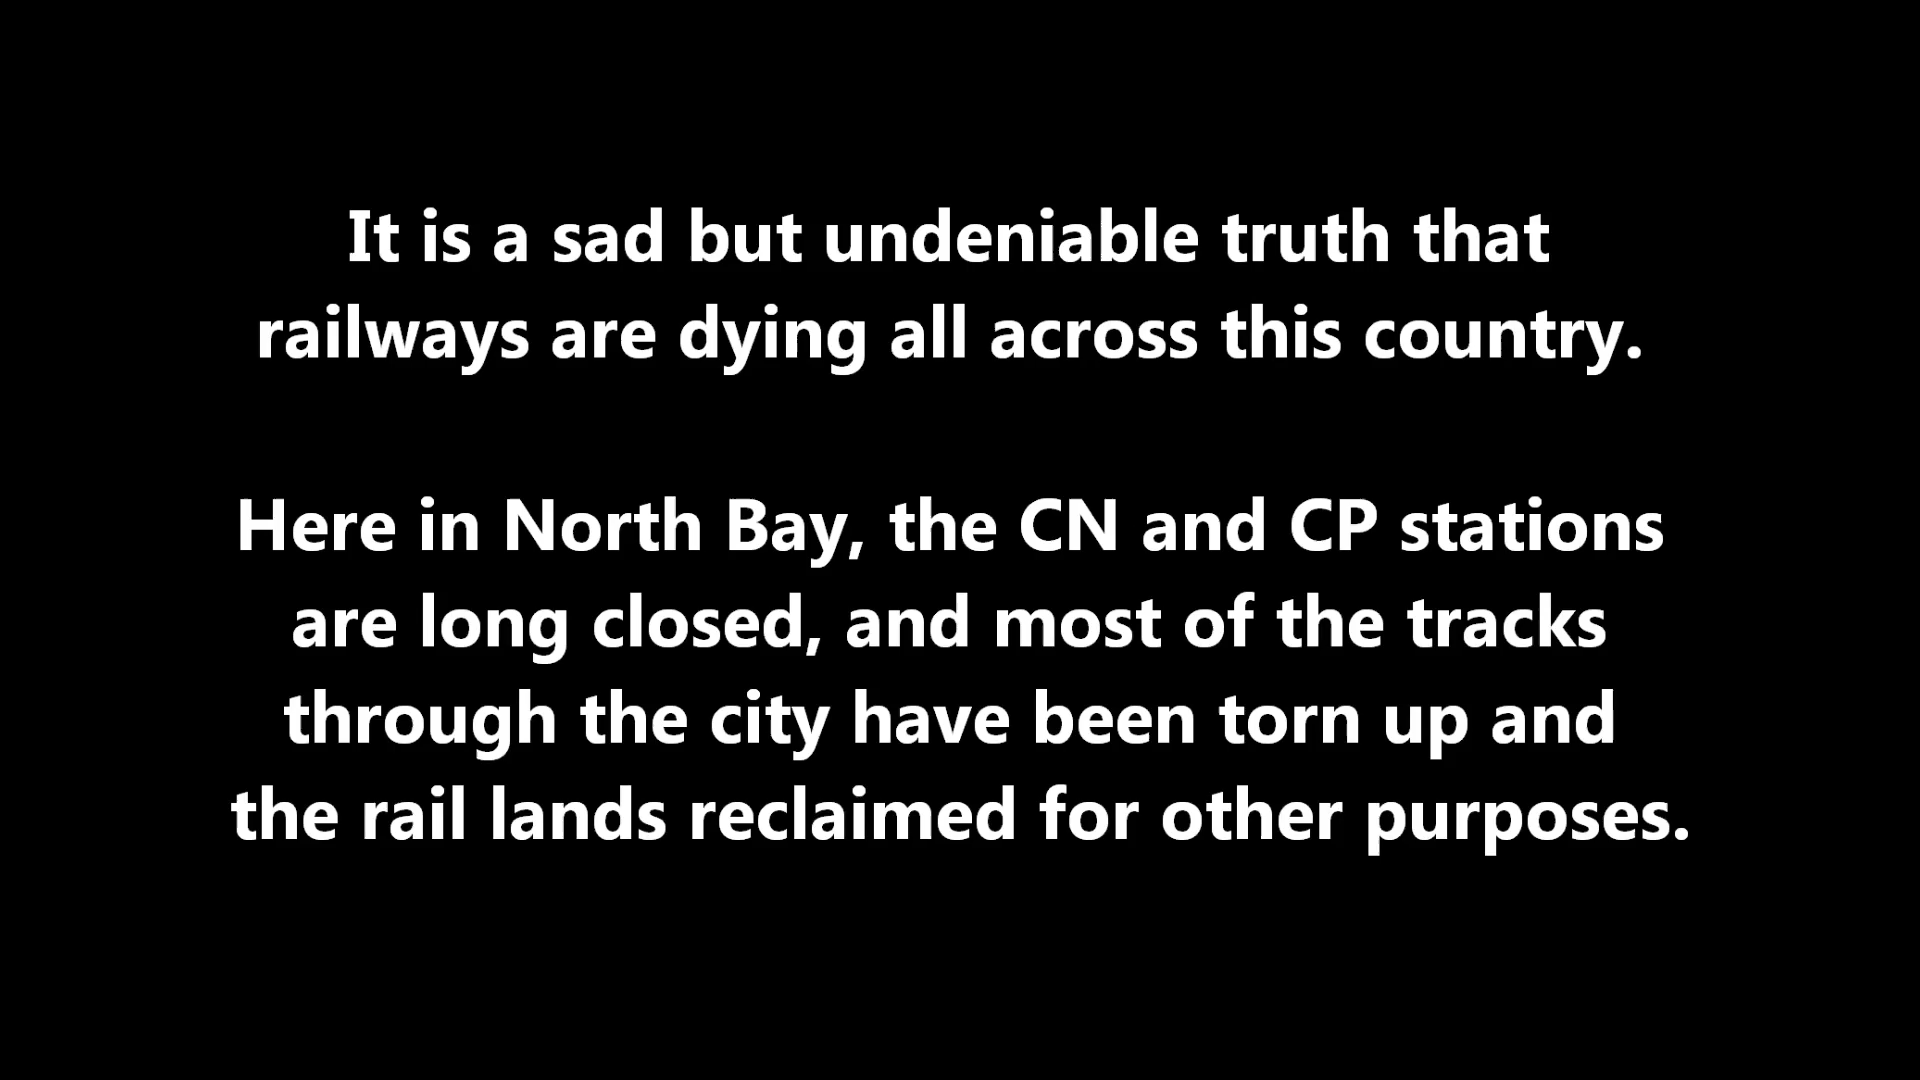 It is a sad but undeniable truth that
railways are dying all across this country.
Here in North Bay, the CN and CP stations
are long closed, and most of the tracks
through the city have been torn up and
the rail lands reclaimed for other purposes.